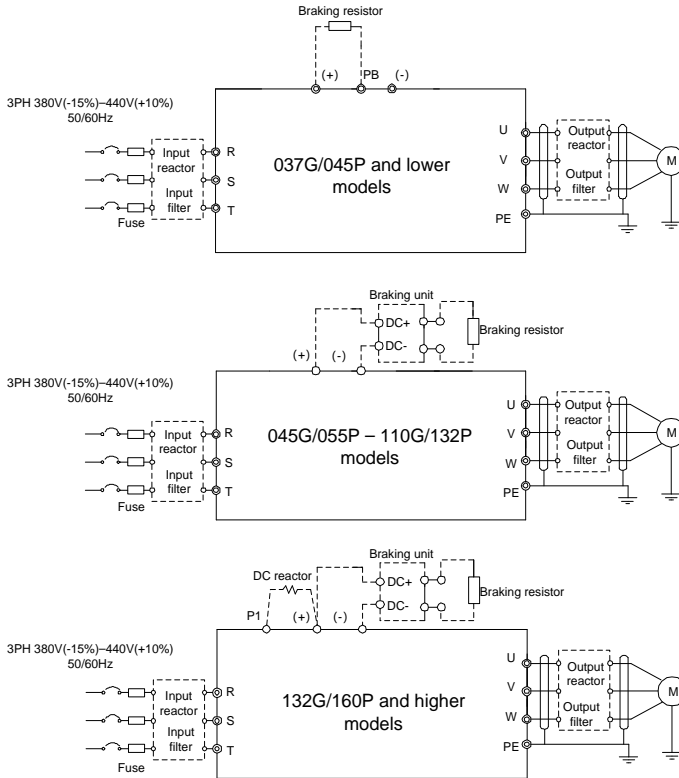 Braking resistor
(+)
PB
(-)
3PH 380V(-15%)–440V(+10%)
50/60Hz
Input
reactor
Input
filter
Fuse
R
S
T
037G/045P and lower
models
U
V
W
PE
Output
reactor
Output
filter
M
Braking unit
DC+
DC-
Braking resistor
(+)
(-)
3PH 380V(-15%)–440V(+10%)
50/60Hz
Input
reactor
Input
filter
Fuse
R
S
T
045G/055P – 110G/132P
models
U
V
W
PE
Output
reactor
Output
filter
M
Braking unit
DC reactor
DC+
DC-
Braking resistor
P1
(+)
(-)
3PH 380V(-15%)–440V(+10%)
50/60Hz
Input
reactor
Input
filter
Fuse
R
S
T
132G/160P and higher
models
U
V
W
PE
Output
reactor
Output
filter
M